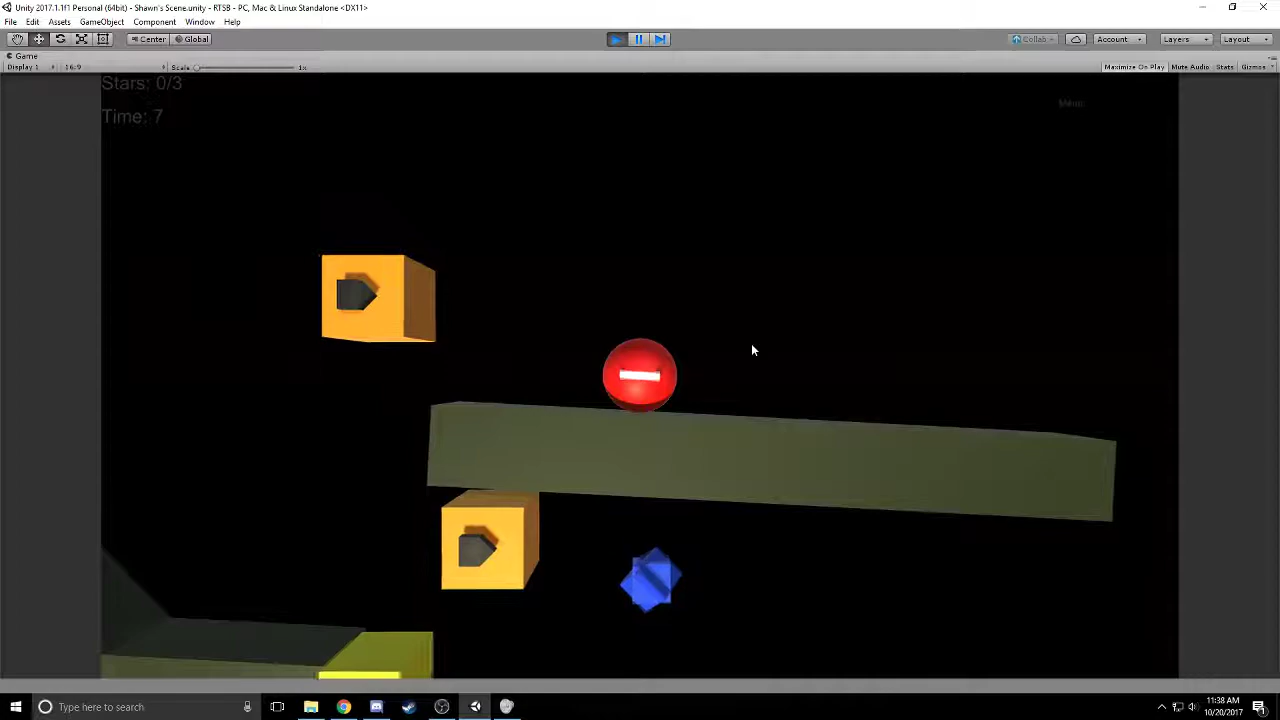 Unity 2017.1.1f1 Personal (64bit) - Shawn's Scene.unity - RTSB - PC, Mac & Linux Standalone <DX11>
File Edit Assets GameObject Component Window Help
Center Global Collab Account Layers Layout
Game
Display 1 16:9 Scale 1x Maximize On Play Mute Audio Stats Gizmos
Stars: 0/3
Menu
Time: 7
Type here to search
11:38 AM
10/20/2017